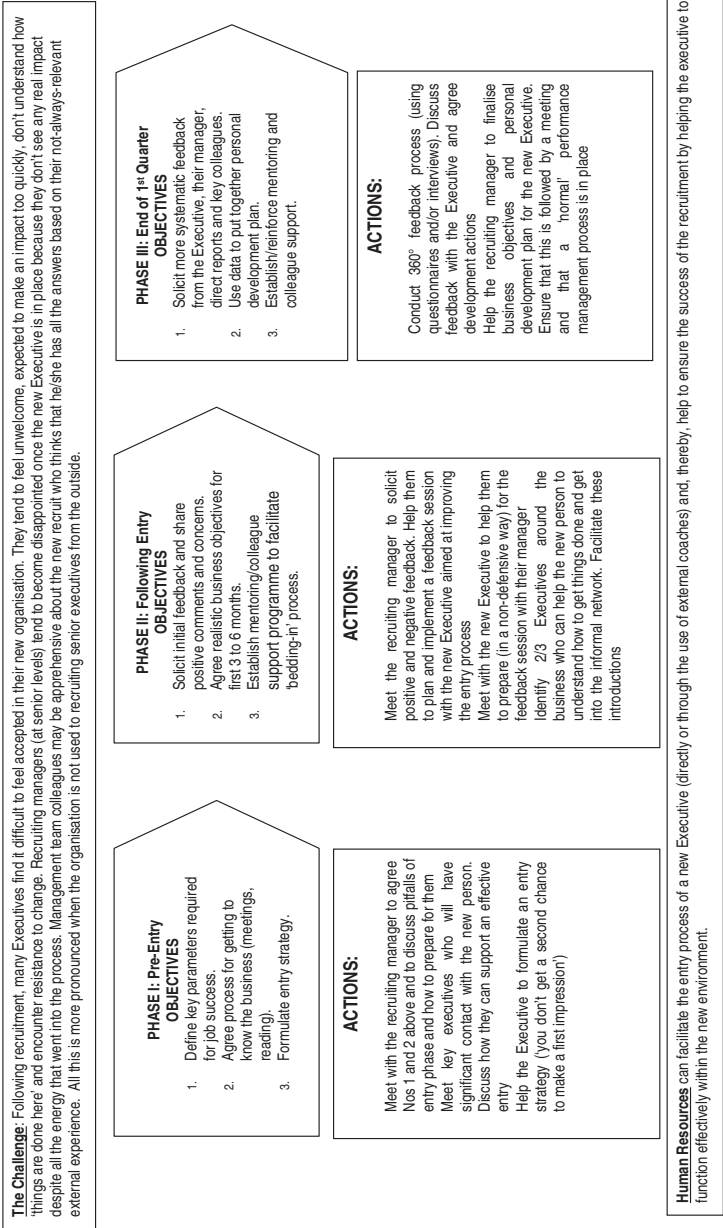 The Challenge: Following recruitment, many Executives find it difficult to feel accepted in their new organisation. They tend to feel unwelcome, expected to make an impact too quickly, don't understand how
'things are done here' and encounter resistance to change. Recruiting managers (at senior levels) tend to become disappointed once the new Executive is in place because they don't see any real impact
despite all the energy that went into the process. Management team colleagues may be apprehensive about the new recruit who thinks that he/she has all the answers based on their not-always-relevant
external experience. All this is more pronounced when the organisation is not used to recruiting senior executives from the outside.
PHASE I: Pre-Entry
OBJECTIVES
1. Define key parameters required
for job success.
2. Agree process for getting to
know the business (meetings,
reading).
3. Formulate entry strategy.
ACTIONS:
Meet with the recruiting manager to agree
Nos 1 and 2 above and to discuss pitfalls of
entry phase and how to prepare for them
Meet key executives who will have
significant contact with the new person.
Discuss how they can support an effective
entry
Help the Executive to formulate an entry
strategy ('you don't get a second chance
to make a first impression')
PHASE II: Following Entry
OBJECTIVES
1. Solicit initial feedback and share
positive comments and concerns.
2. Agree realistic business objectives for
first 3 to 6 months.
3. Establish mentoring/colleague
support programme to facilitate
'bedding-in' process.
ACTIONS:
Meet the recruiting manager to solicit
positive and negative feedback. Help them
to plan and implement a feedback session
with the new Executive aimed at improving
the entry process
Meet with the new Executive to help them
to prepare (in a non-defensive way) for the
feedback session with their manager
Identify 2/3 Executives around the
business who can help the new person to
understand how to get things done and get
into the informal network. Facilitate these
introductions
PHASE III: End of 1st Quarter
OBJECTIVES
1. Solicit more systematic feedback
from the Executive, their manager,
direct reports and key colleagues.
2. Use data to put together personal
development plan.
3. Establish/reinforce mentoring and
colleague support.
ACTIONS:
Conduct 360° feedback process (using
questionnaires and/or interviews). Discuss
feedback with the Executive and agree
development actions
Help the recruiting manager to finalise
business objectives and personal
development plan for the new Executive.
Ensure that this is followed by a meeting
and that a 'normal' performance
management process is in place
Human Resources can facilitate the entry process of a new Executive (directly or through the use of external coaches) and, thereby, help to ensure the success of the recruitment by helping the executive to
function effectively within the new environment.